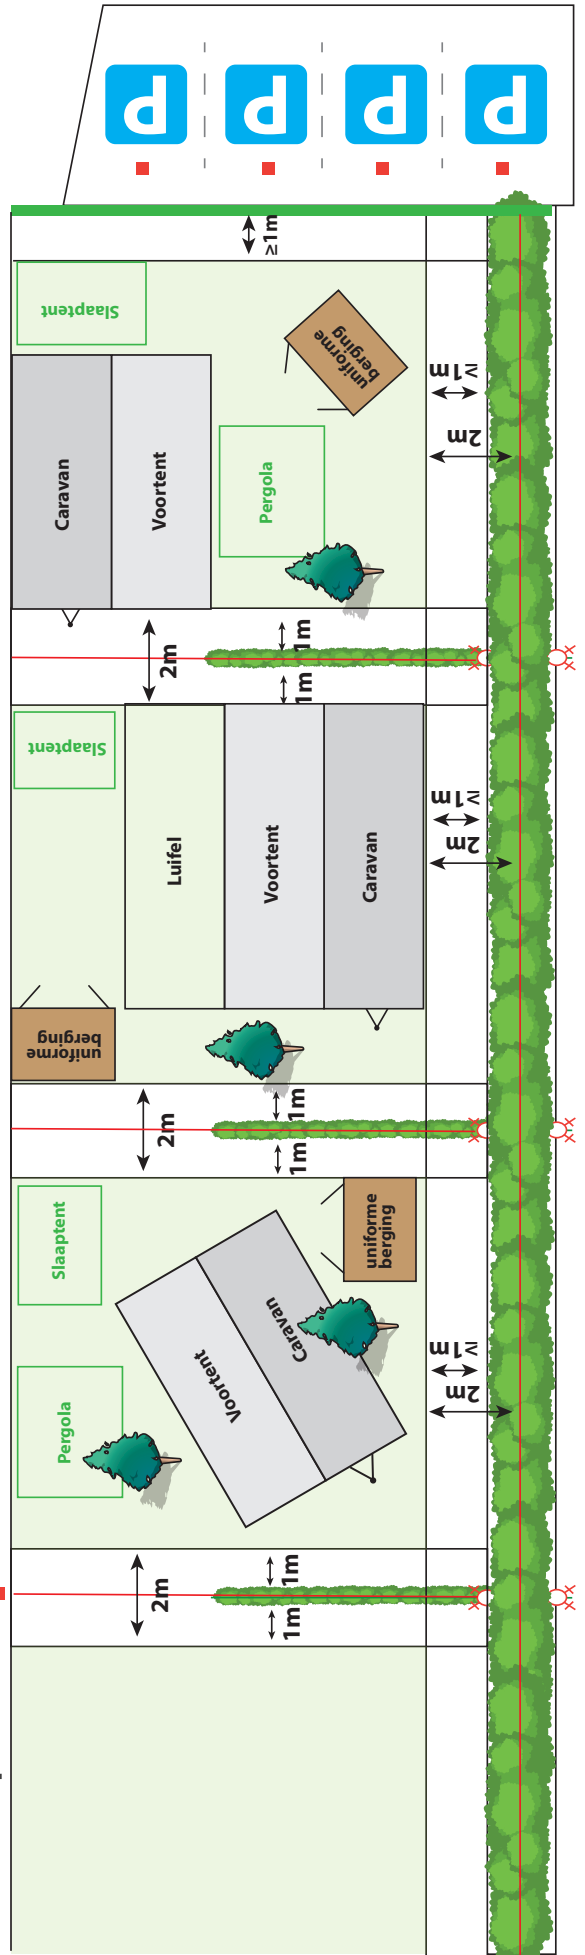 P
P
P
P
≥1m
Slaaptent
uniforme
berging
≥1m
2m
Caravan
Voortent
Pergola
1m
2m
1m
Slaaptent
≥1m
2m
Luifel
Voortent
Caravan
uniforme
berging
1m
2m
1m
Slaaptent
uniforme
berging
Voortent
Caravan
≥1m
2m
Pergola
1m
2m
1m